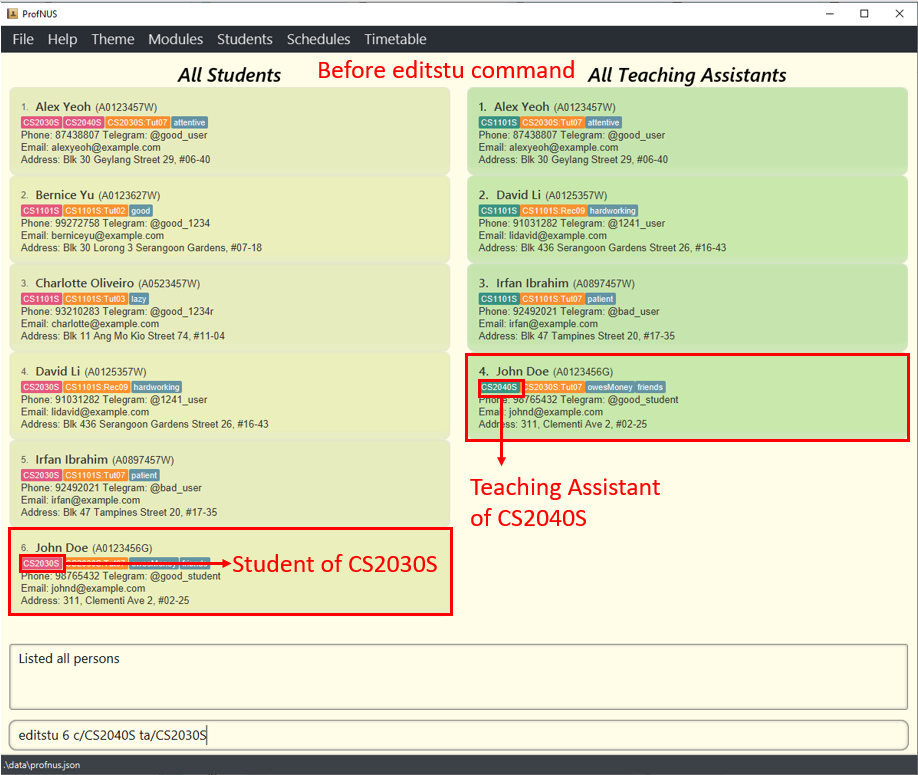 ProfNUS
File Help Theme Modules Students Schedules Timetable
Before editstu command
All Students
1. Alex Yeoh (A0123457W)
CS2030S CS2040S CS2030S:Tut07 attentive
Phone: 87438807 Telegram: @good_user
Email: alexyeoh@example.com
Address: Blk 30 Geylang Street 29, #06-40
2. Bernice Yu (A0123627W)
CS1101S CS1101S:Tut02 good
Phone: 99272758 Telegram: @good_1234
Email: berniceyu@example.com
Address: Blk 30 Lorong 3 Serangoon Gardens, #07-18
3. Charlotte Oliveiro (A0523457W)
CS1101S CS1101S:Tut03 lazy
Phone: 93210283 Telegram: @good_1234r
Email: charlotte@example.com
Address: Blk 11 Ang Mo Kio Street 74, #11-04
4. David Li (A0125357W)
CS2030S CS1101S:Rec09 hardworking
Phone: 91031282 Telegram: @1241_user
Email: lidavid@example.com
Address: Blk 436 Serangoon Gardens Street 26, #16-43
5. Irfan Ibrahim (A0897457W)
CS2030S CS1101S:Tut07 patient
Phone: 92492021 Telegram: @bad_user
Email: irfan@example.com
Address: Blk 47 Tampines Street 20, #17-35
6. John Doe (A0123456G)
CS2030S
Student of CS2030S
Phone: 98765432 Telegram: @good_student
Email: johnd@example.com
Address: 311, Clementi Ave 2, #02-25
All Teaching Assistants
1. Alex Yeoh (A0123457W)
CS1101S CS2030S:Tut07 attentive
Phone: 87438807 Telegram: @good_user
Email: alexyeoh@example.com
Address: Blk 30 Geylang Street 29, #06-40
2. David Li (A0125357W)
CS1101S CS1101S:Rec09 hardworking
Phone: 91031282 Telegram: @1241_user
Email: lidavid@example.com
Address: Blk 436 Serangoon Gardens Street 26, #16-43
3. Irfan Ibrahim (A0897457W)
CS1101S CS1101S:Tut07 patient
Phone: 92492021 Telegram: @bad_user
Email: irfan@example.com
Address: Blk 47 Tampines Street 20, #17-35
4. John Doe (A0123456G)
CS2040S CS2030S:Tut07 owesMoney friends
Phone: 98765432 Telegram: @good_student
Email: johnd@example.com
Address: 311, Clementi Ave 2, #02-25
Teaching Assistant
of CS2040S
Listed all persons
editstu 6 c/CS2040S ta/CS2030S
.\data\profnus.json